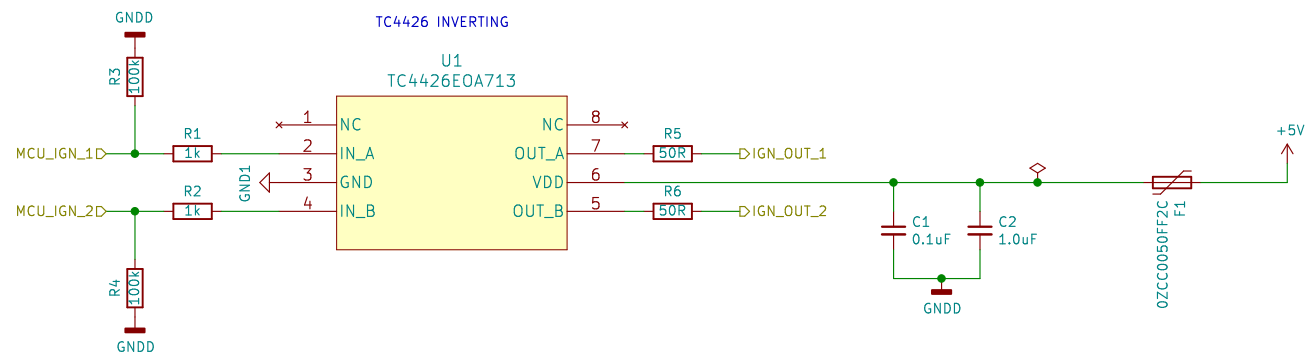 GNDD
TC4426 INVERTING
U1
TC4426EOA713
R3
100k
1
NC
NC
8
MCU_IGN_1
R1
1k
2
IN_A
OUT_A
7
R5
50R
IGN_OUT_1
+5V
GND1
3
GND
VDD
6
MCU_IGN_2
R2
1k
4
IN_B
OUT_B
5
R6
50R
IGN_OUT_2
C1
0.1uF
C2
1.0uF
0ZCC0050FF2C
F1
R4
100k
GNDD
GNDD